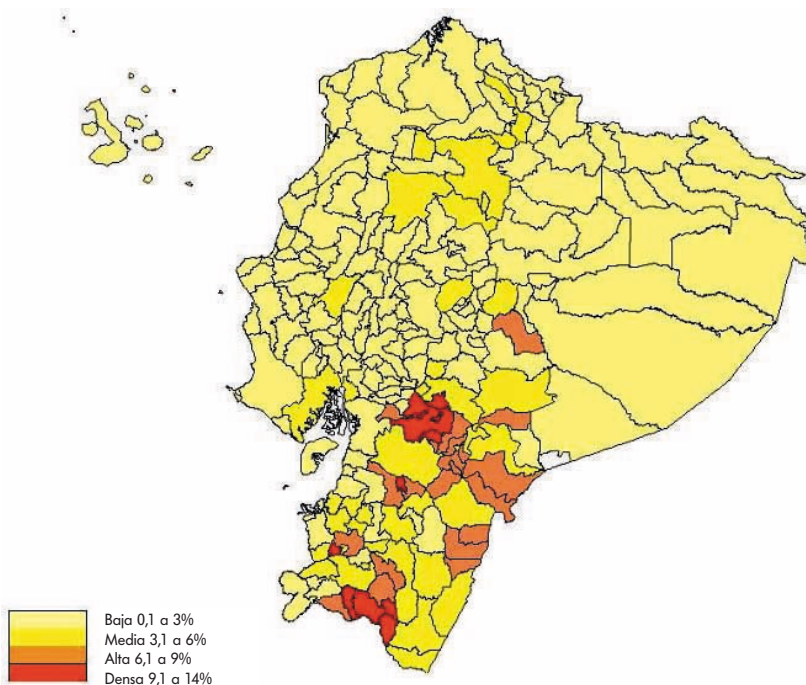 Baja 0,1 a 3%
Media 3,1 a 6%
Alta 6,1 a 9%
Densa 9,1 a 14%